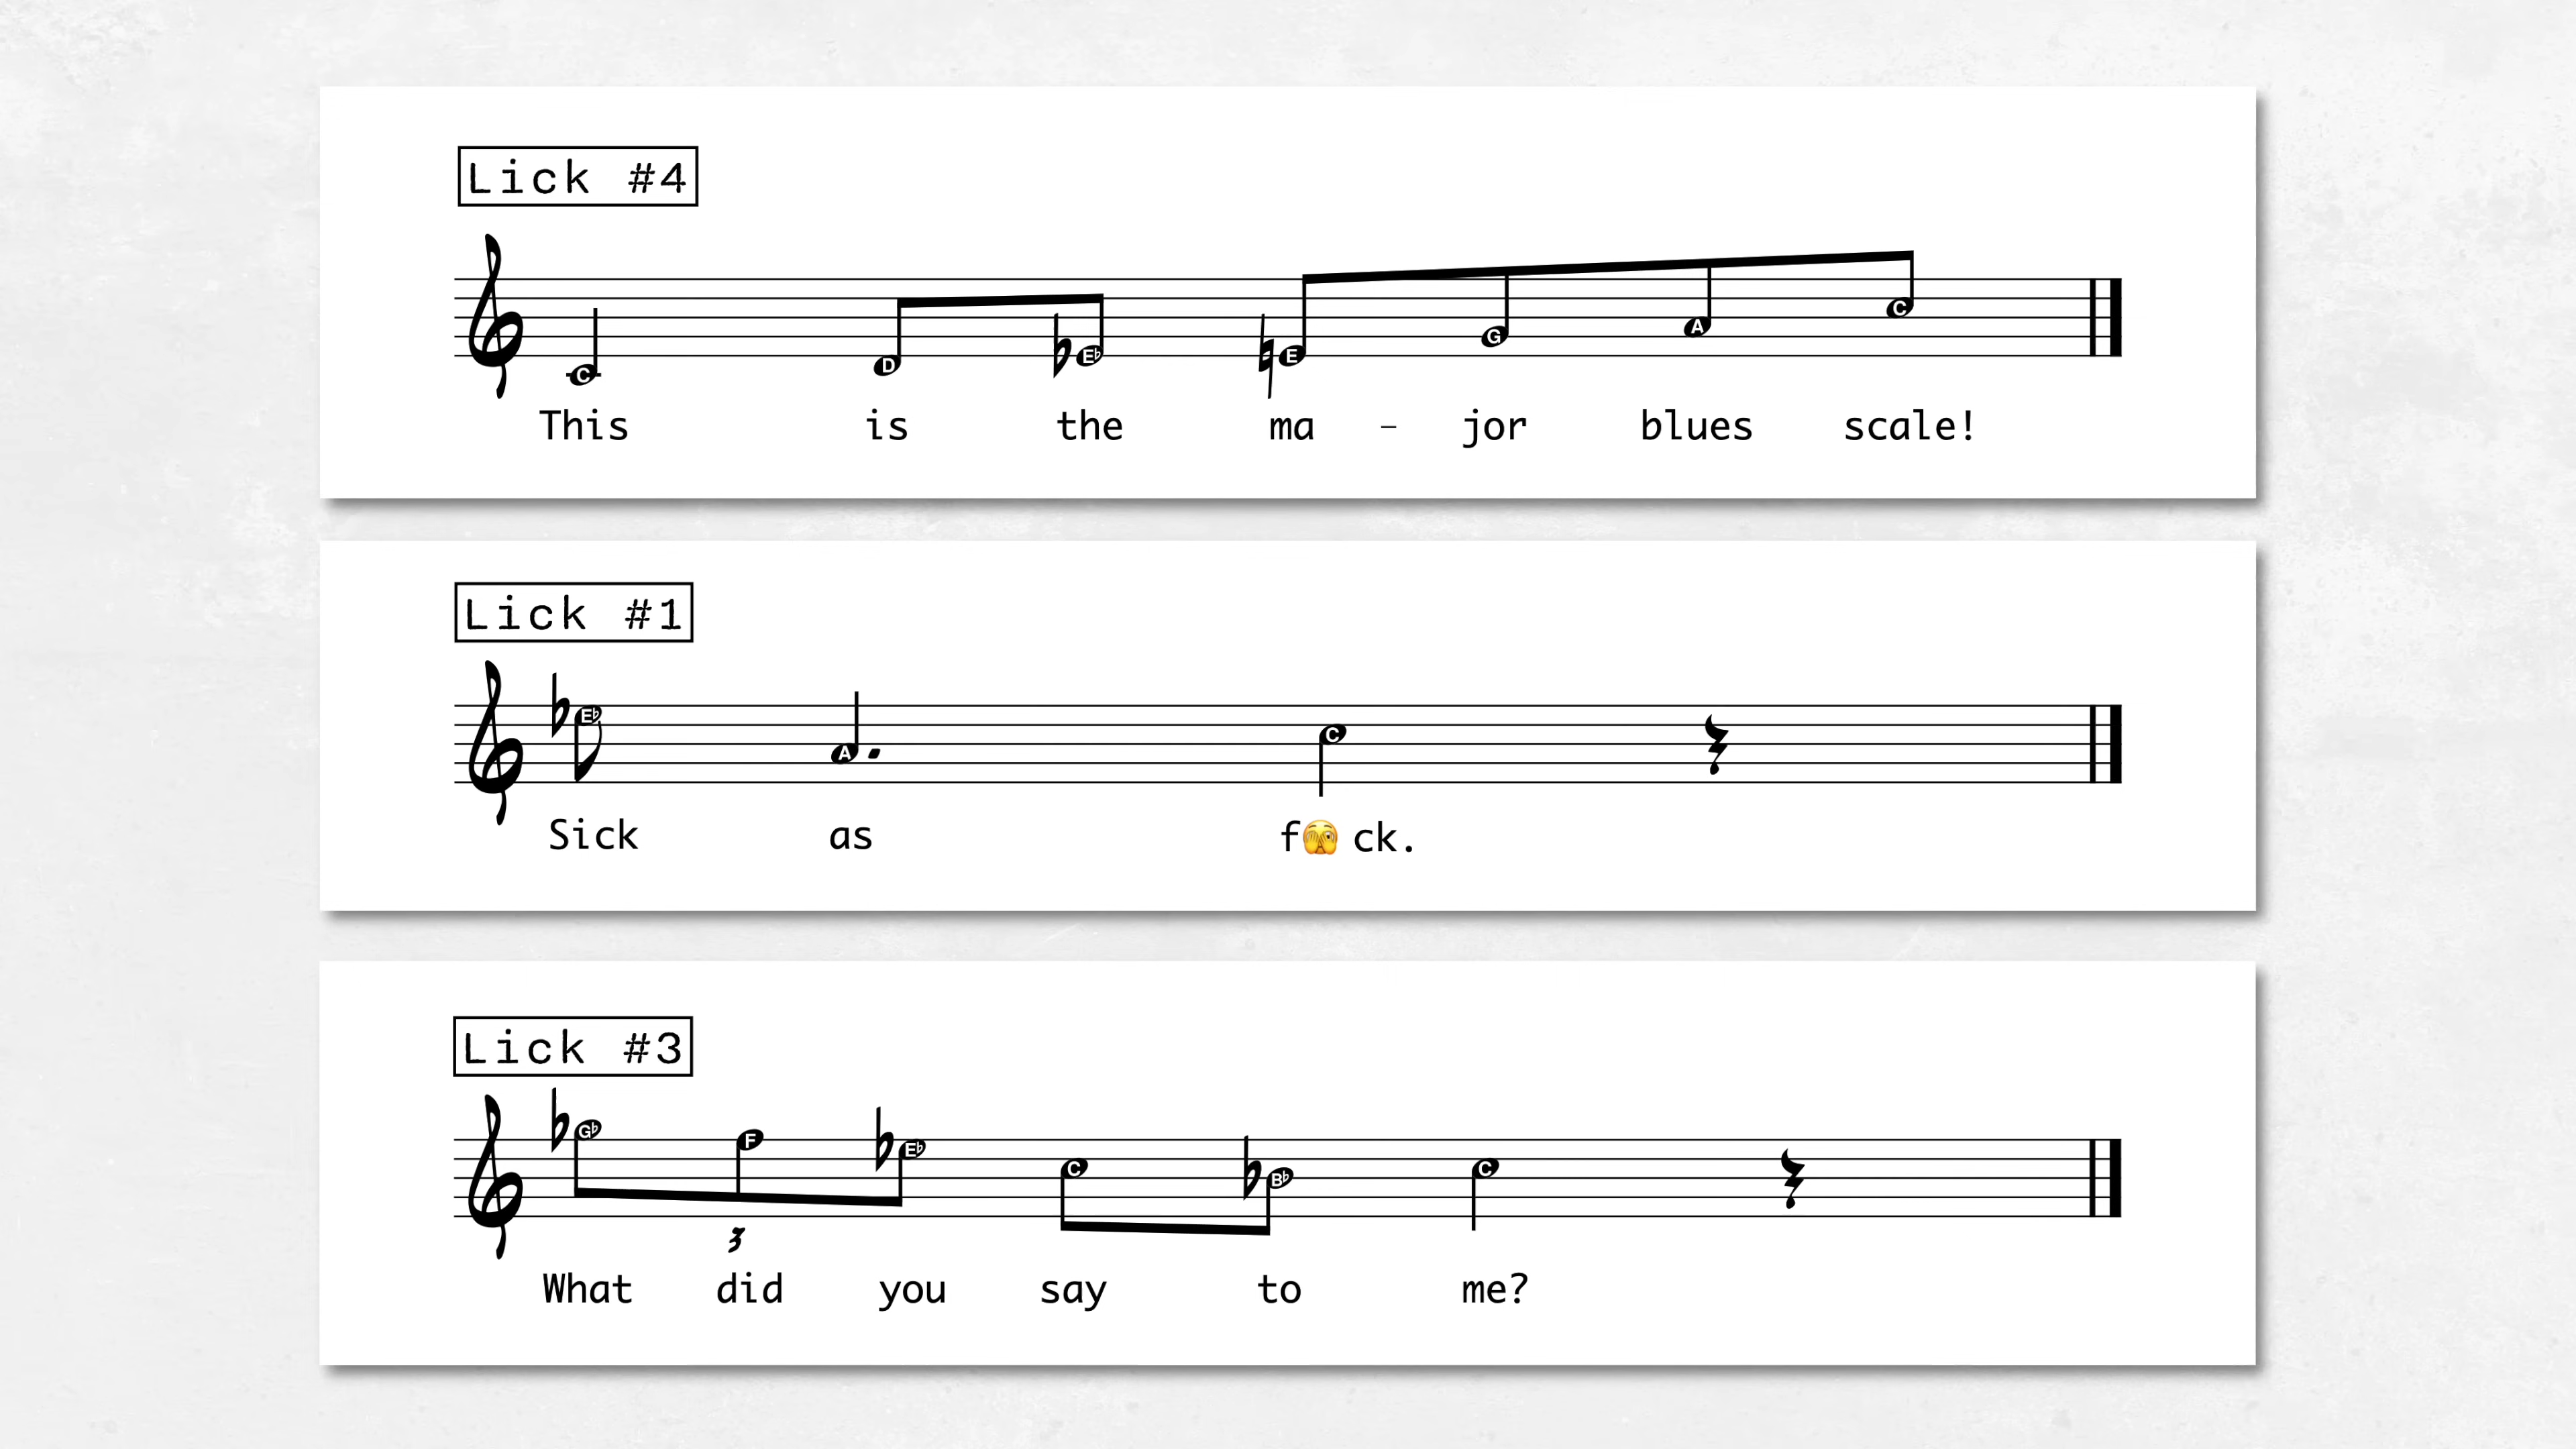 Lick #4
C D E♭ E G A C
This is the ma - jor blues scale!
Lick #1
E♭ A C
Sick as f🫣ck.
Lick #3
G♭ F E♭ C B♭ C
3
What did you say to me?